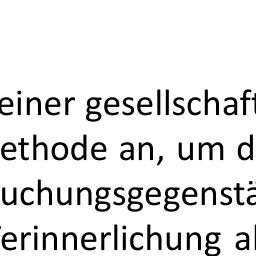 einer gesellschaft
ethode an, um d
uchungsgegenstä
erinnerlichung al